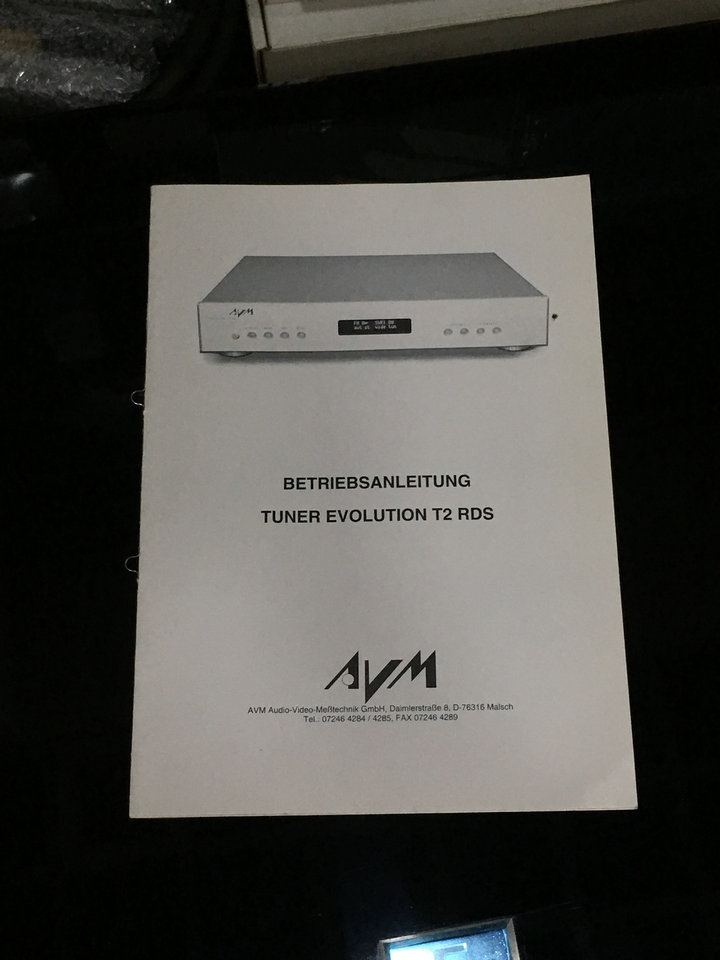 AVM
BETRIEBSANLEITUNG
TUNER EVOLUTION T2 RDS
AVM
AVM Audio-Video-Meßtechnik GmbH, Daimlerstraße 8, D-76316 Malsch
Tel.. 07246 4284 / 4285, FAX 07246 4289